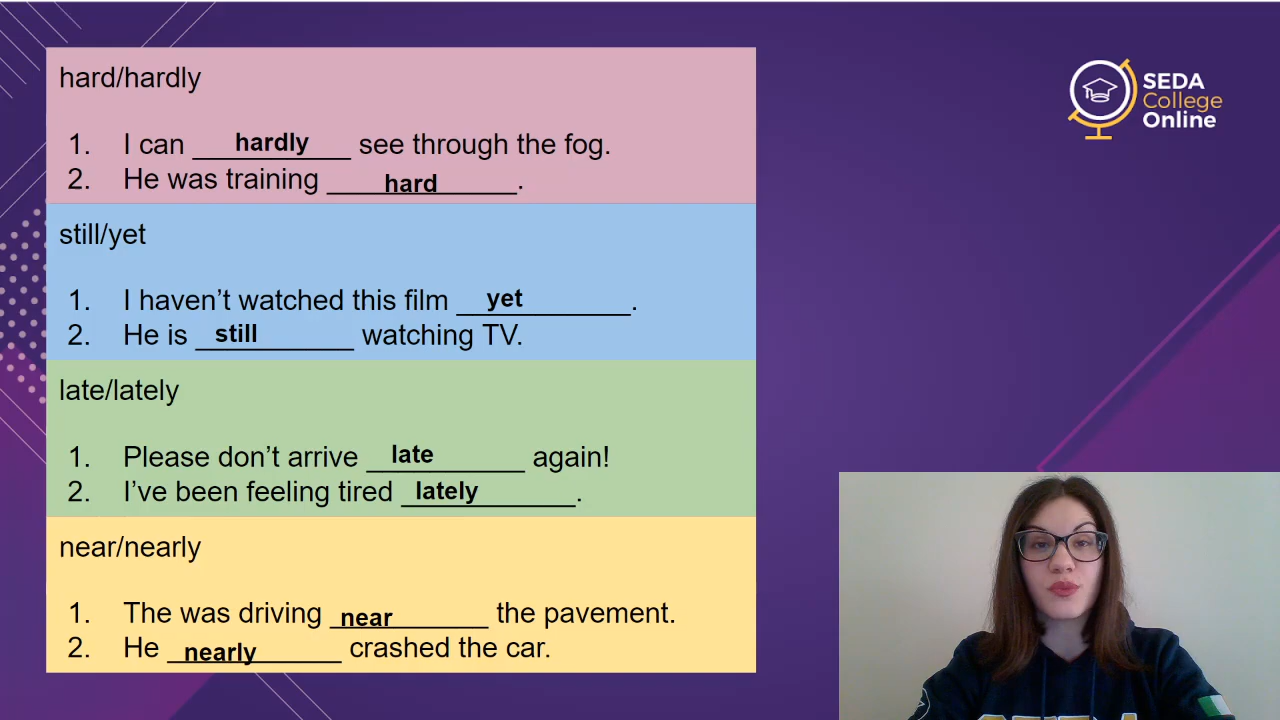 hard/hardly
1. I can hardly see through the fog.
2. He was training hard.
still/yet
1. I haven't watched this film yet.
2. He is still watching TV.
late/lately
1. Please don't arrive late again!
2. I've been feeling tired lately.
near/nearly
1. The was driving near the pavement.
2. He nearly crashed the car.
SEDA
College
Online